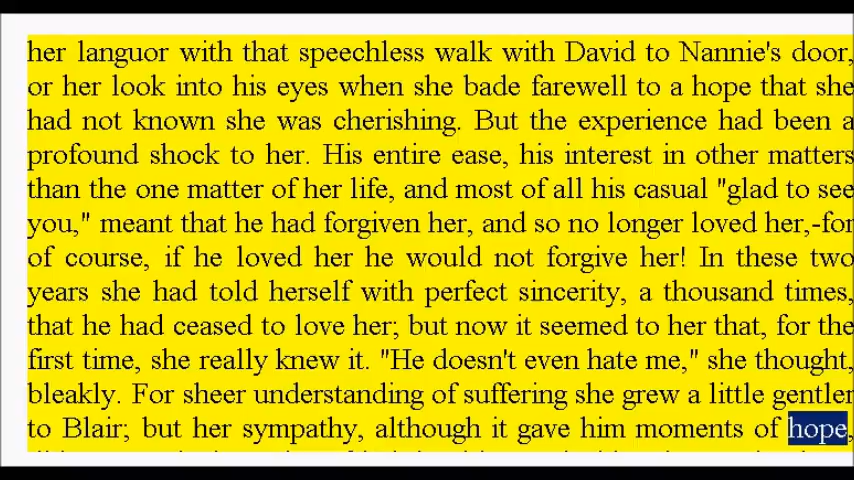 her languor with that speechless walk with David to Nannie's door,
or her look into his eyes when she bade farewell to a hope that she
had not known she was cherishing. But the experience had been a
profound shock to her. His entire ease, his interest in other matters
than the one matter of her life, and most of all his casual "glad to see
you," meant that he had forgiven her, and so no longer loved her,-for
of course, if he loved her he would not forgive her! In these two
years she had told herself with perfect sincerity, a thousand times,
that he had ceased to love her; but now it seemed to her that, for the
first time, she really knew it. "He doesn't even hate me," she thought,
bleakly. For sheer understanding of suffering she grew a little gentler
to Blair; but her sympathy, although it gave him moments of hope,